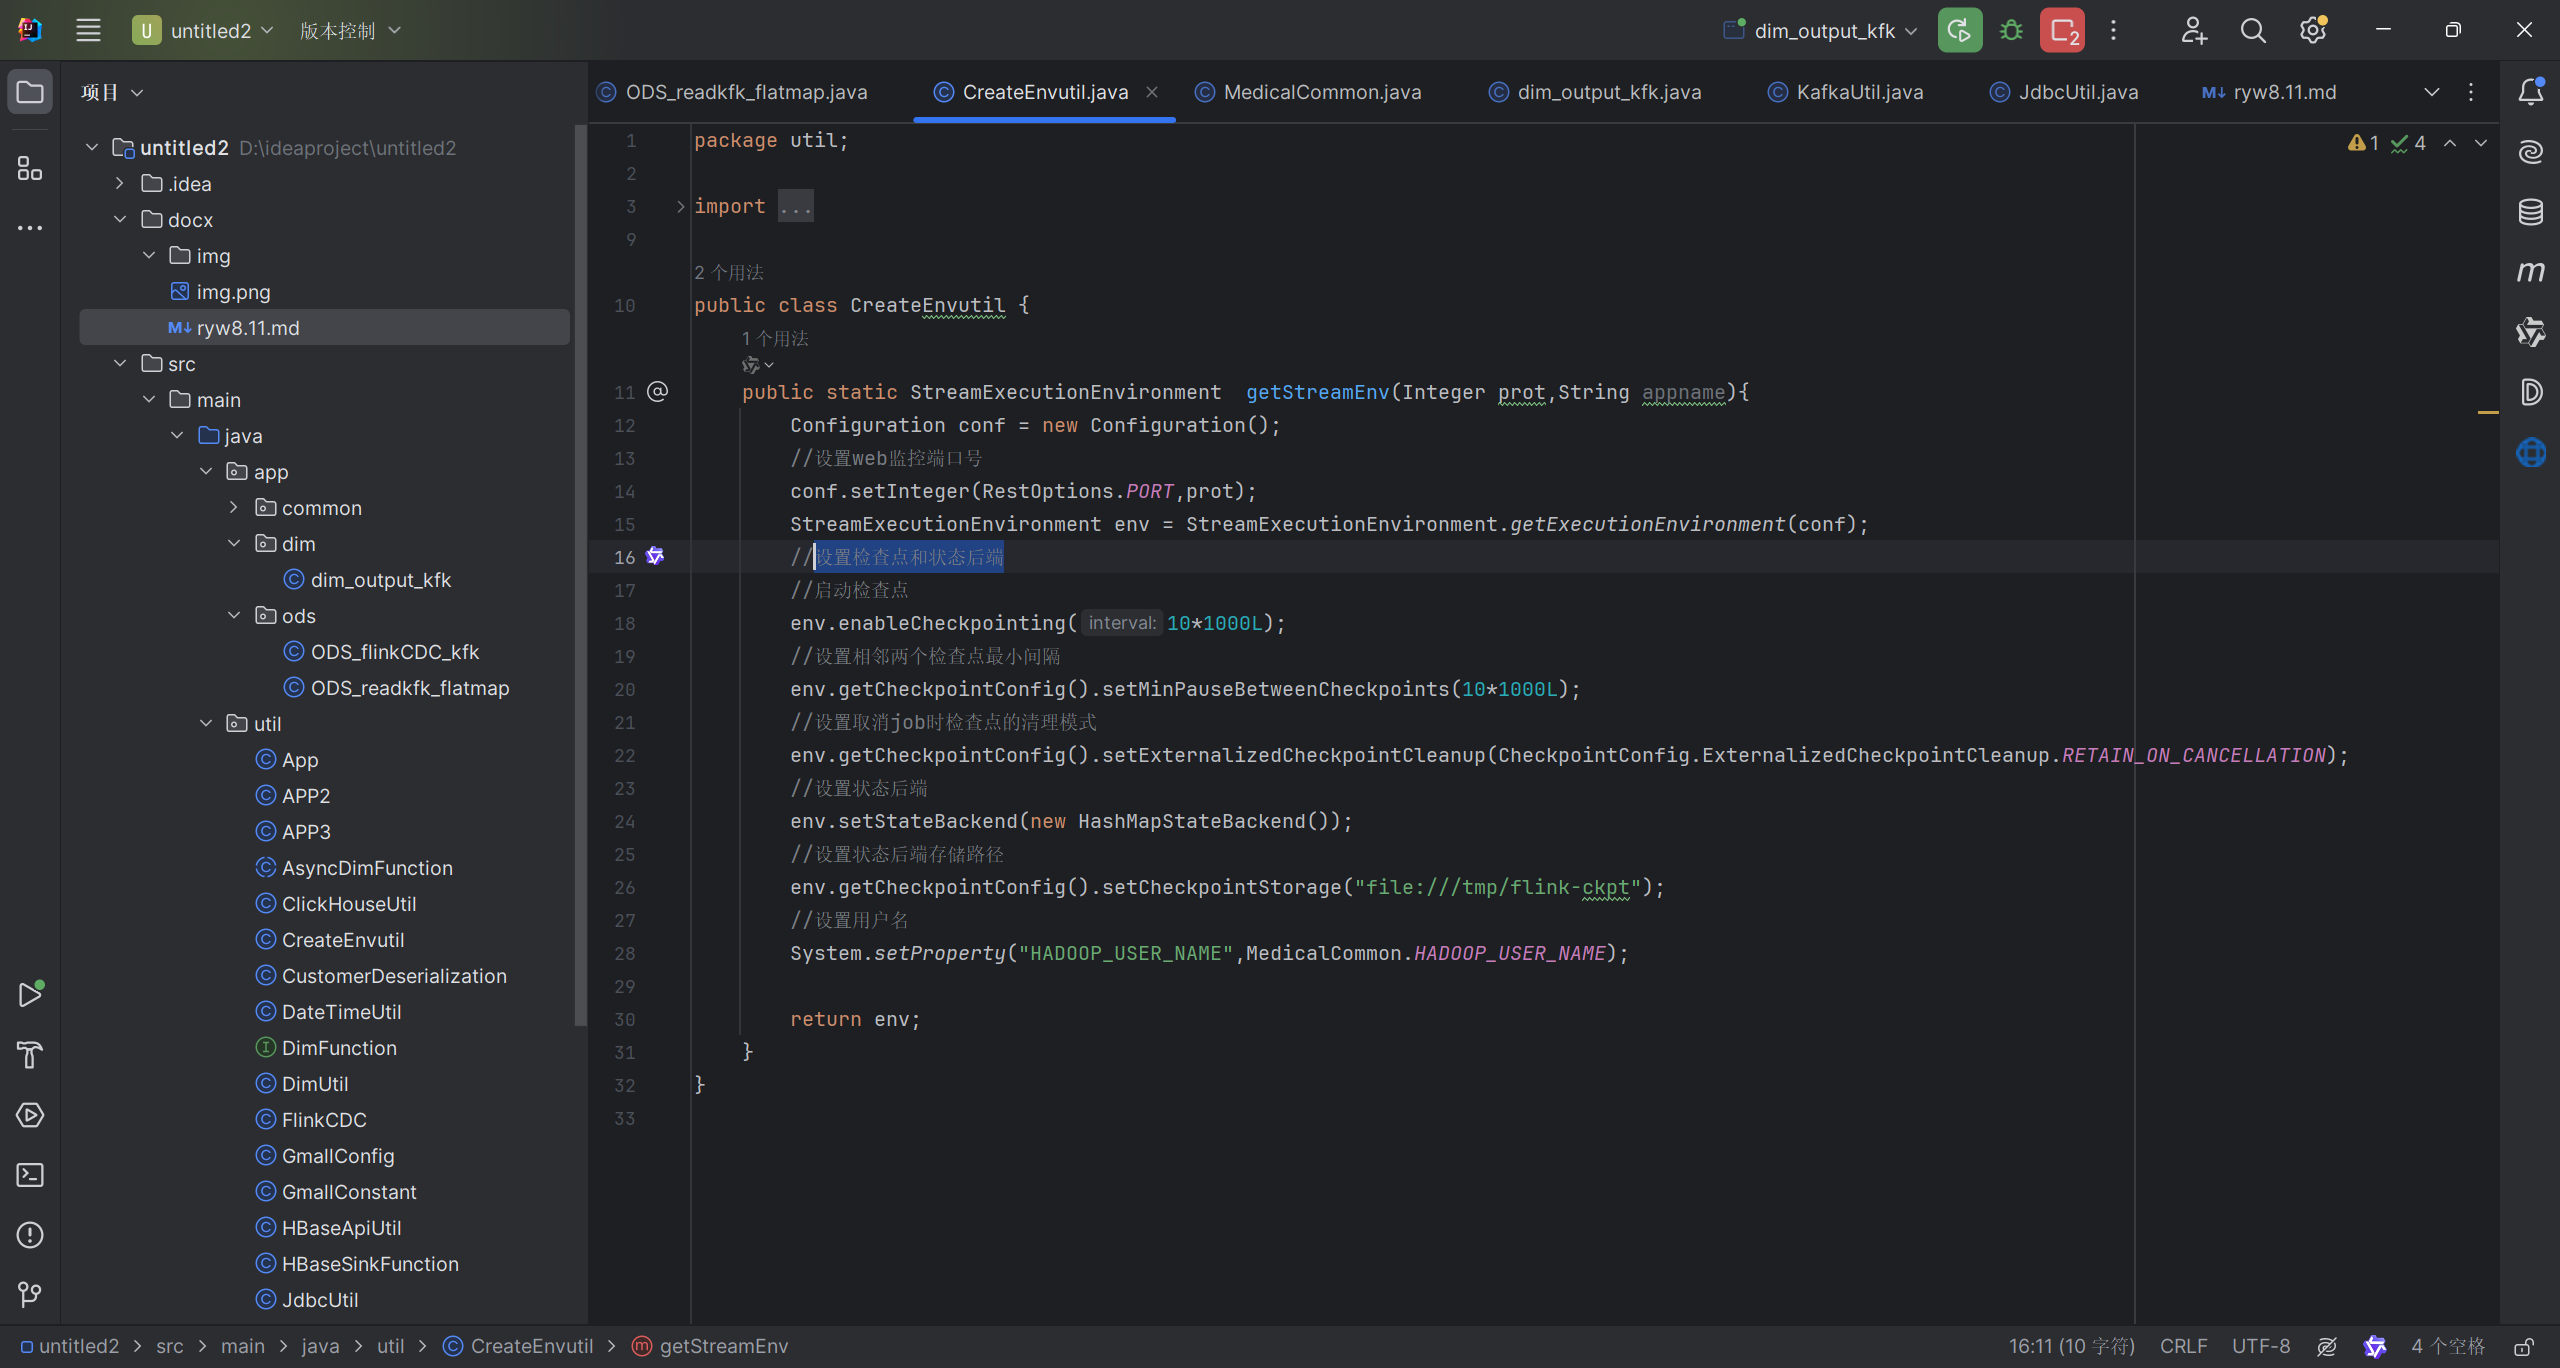 U untitled2 版本控制
dim_output_kfk 2
项目
untitled2 D:\ideaproject\untitled2
.idea
docx
img
img.png
M↓ ryw8.11.md
src
main
java
app
common
dim
dim_output_kfk
ods
ODS_flinkCDC_kfk
ODS_readkfk_flatmap
util
App
APP2
APP3
AsyncDimFunction
ClickHouseUtil
CreateEnvutil
CustomerDeserialization
DateTimeUtil
DimFunction
DimUtil
FlinkCDC
GmallConfig
GmallConstant
HBaseApiUtil
HBaseSinkFunction
JdbcUtil
ODS_readkfk_flatmap.java CreateEnvutil.java MedicalCommon.java dim_output_kfk.java KafkaUtil.java JdbcUtil.java M↓ ryw8.11.md
1 4
1 package util;
2
3 import ...
9
2 个用法
10 public class CreateEnvutil {
1 个用法
11 @ public static StreamExecutionEnvironment  getStreamEnv(Integer prot,String appname){
12 Configuration conf = new Configuration();
13 //设置web监控端口号
14 conf.setInteger(RestOptions.PORT,prot);
15 StreamExecutionEnvironment env = StreamExecutionEnvironment.getExecutionEnvironment(conf);
16 //设置检查点和状态后端
17 //启动检查点
18 env.enableCheckpointing( interval: 10*1000L);
19 //设置相邻两个检查点最小间隔
20 env.getCheckpointConfig().setMinPauseBetweenCheckpoints(10*1000L);
21 //设置取消job时检查点的清理模式
22 env.getCheckpointConfig().setExternalizedCheckpointCleanup(CheckpointConfig.ExternalizedCheckpointCleanup.RETAIN_ON_CANCELLATION);
23 //设置状态后端
24 env.setStateBackend(new HashMapStateBackend());
25 //设置状态后端存储路径
26 env.getCheckpointConfig().setCheckpointStorage("file:///tmp/flink-ckpt");
27 //设置用户名
28 System.setProperty("HADOOP_USER_NAME",MedicalCommon.HADOOP_USER_NAME);
29
30 return env;
31 }
32 }
33
untitled2 > src > main > java > util > CreateEnvutil > getStreamEnv
16:11 (10 字符) CRLF UTF-8 4 个空格